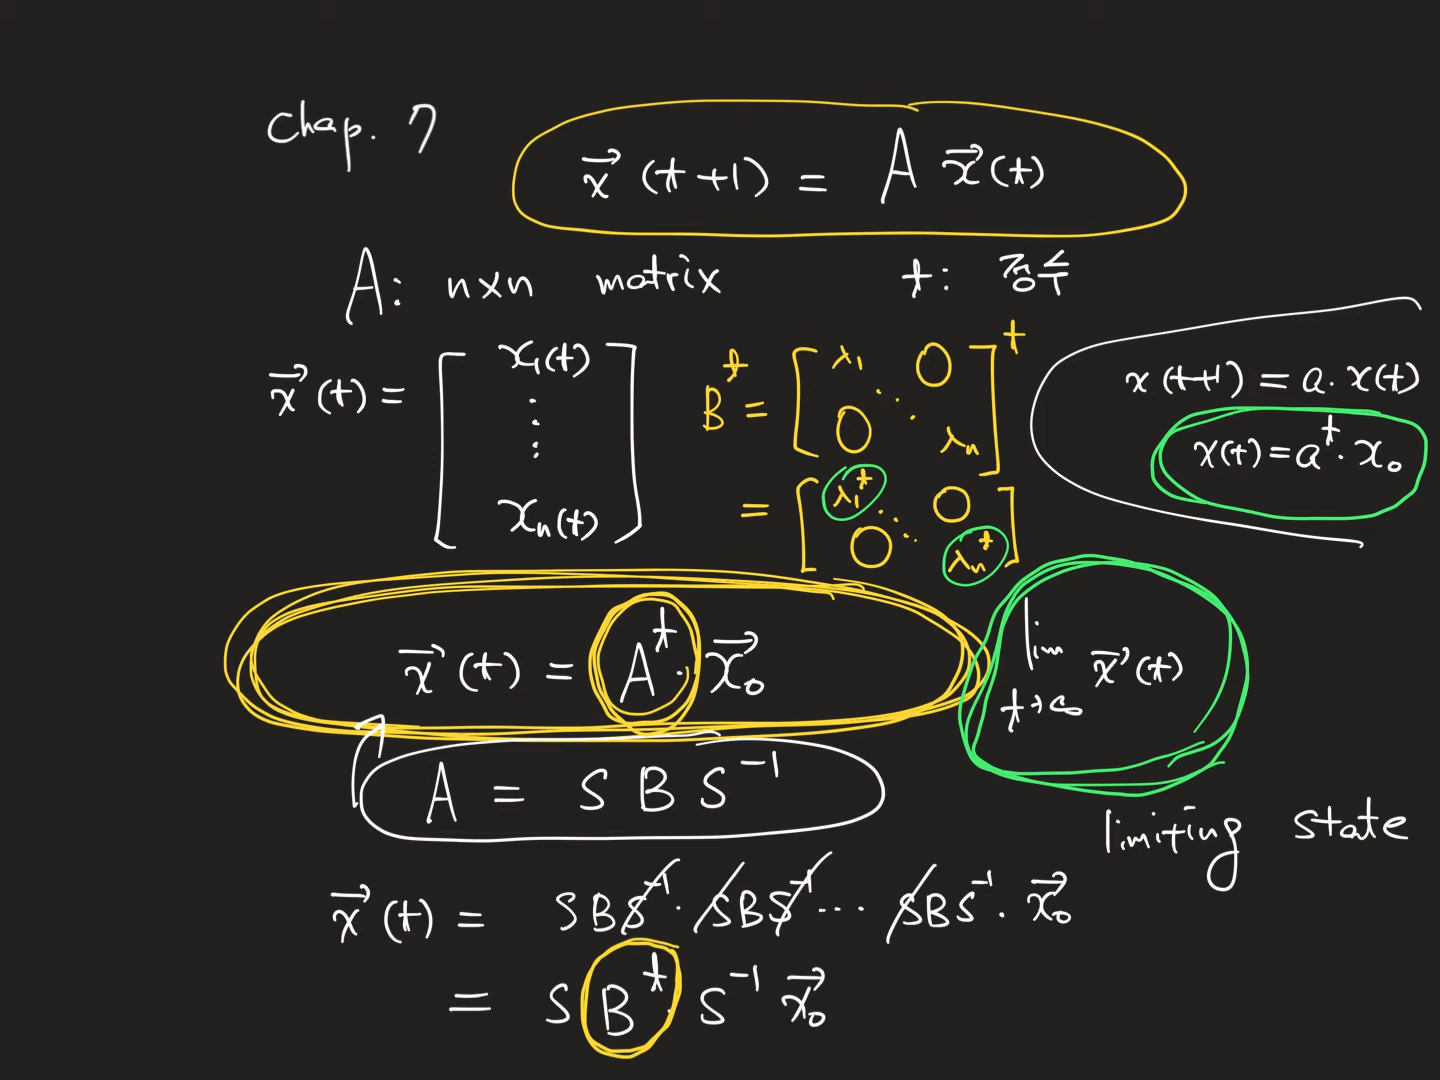 Chap. 7
x⃗(t+1) = A x⃗(t)
A: n×n matrix t: 정수
x⃗(t) = [ x₁(t) ⋮ xₙ(t) ]
Bᵗ = [ λ₁ 0 ⋱ 0 λₙ ]ᵗ
= [ λ₁ᵗ 0 ⋱ 0 λₙᵗ ]
x(t+1) = a · x(t)
x(t) = aᵗ · x₀
x⃗(t) = Aᵗ · x⃗₀
lim t→∞ x⃗(t)
limiting state
A = S B S⁻¹
x⃗(t) = SBS⁻¹ · SBS⁻¹ ··· SBS⁻¹ · x⃗₀
= S Bᵗ S⁻¹ x⃗₀